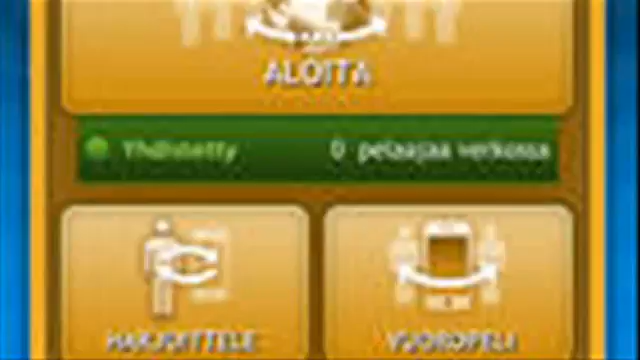 ALOITA
Yhdistetty 0 pelaajaa verkossa
HARJOITTELE VUOROPELI